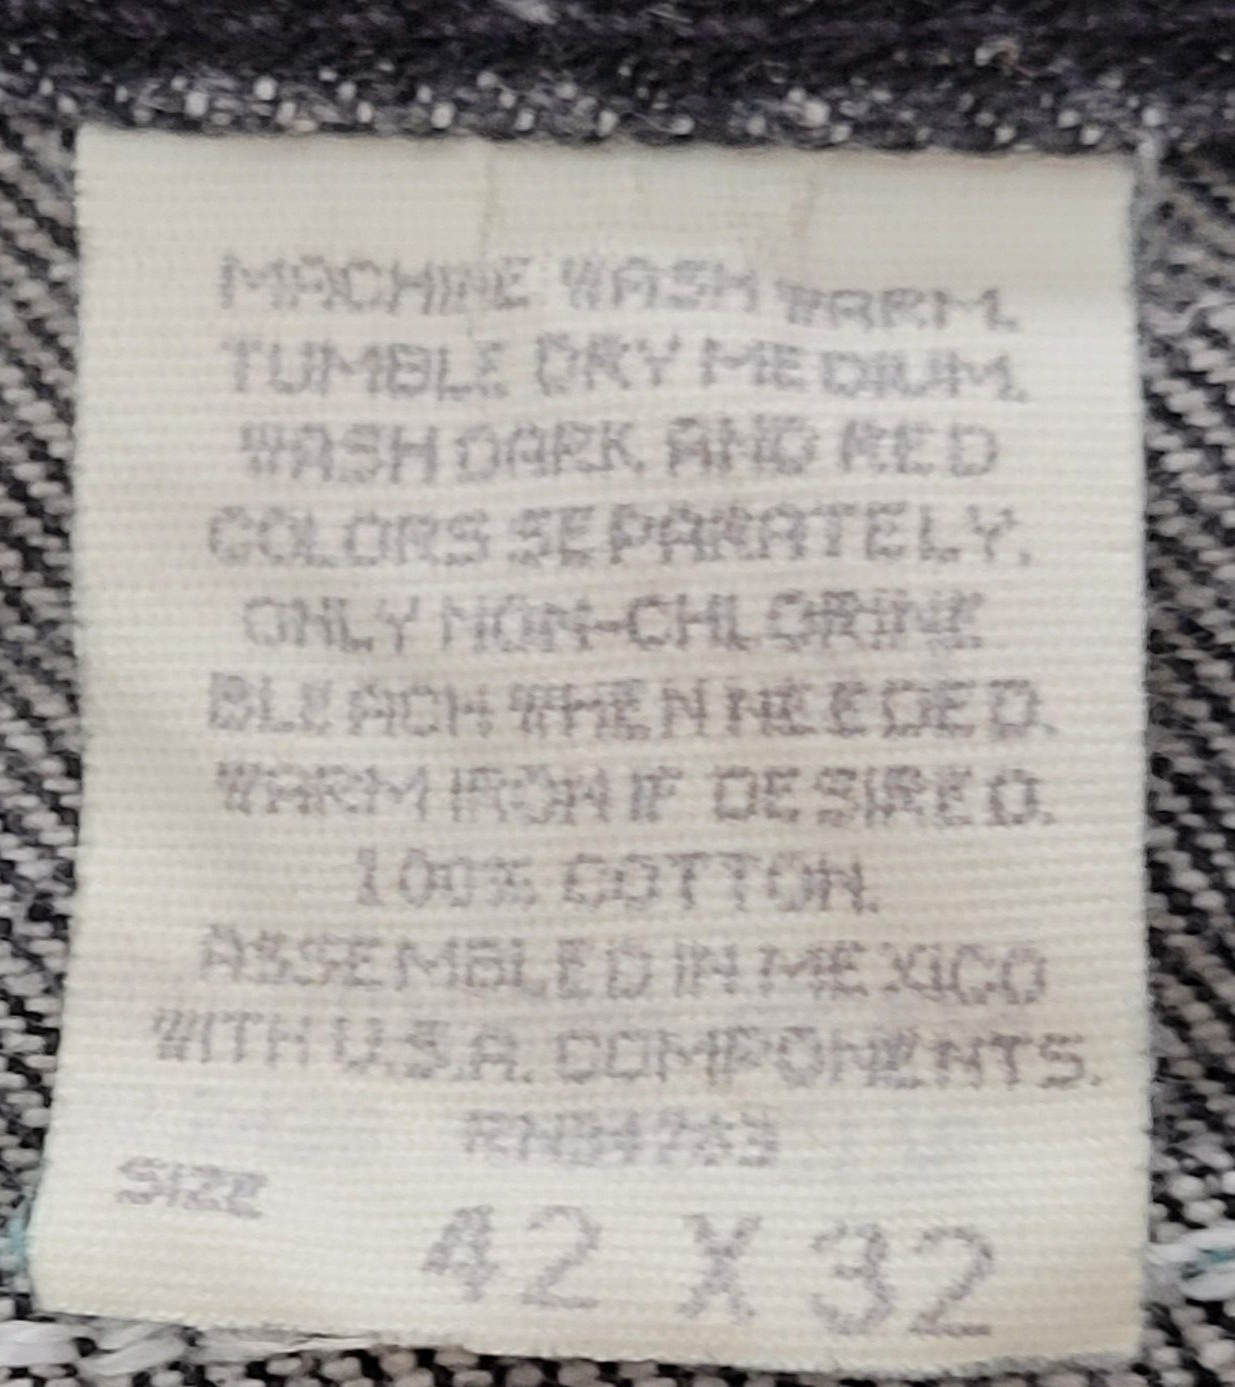 MACHINE WASH WARM.
TUMBLE DRY MEDIUM.
WASH DARK AND RED
COLORS SEPARATELY.
ONLY NON-CHLORINE
BLEACH WHEN NEEDED.
WARM IRON IF DESIRED.
100% COTTON.
ASSEMBLED IN MEXICO
WITH U.S.A. COMPONENTS.
SIZE
42 X 32